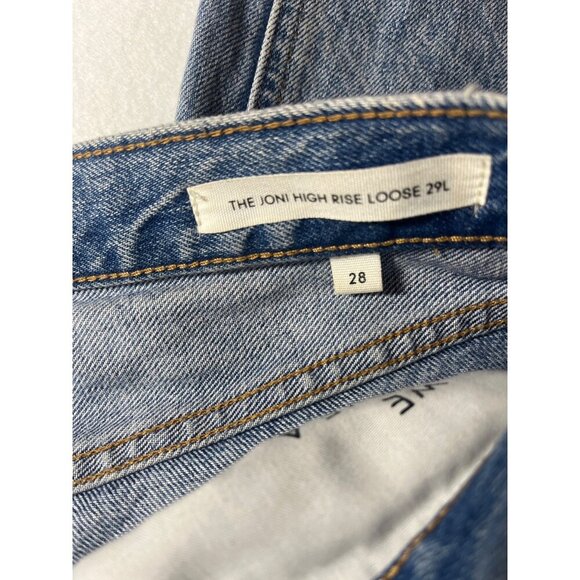 THE JONI HIGH RISE LOOSE 29L
28